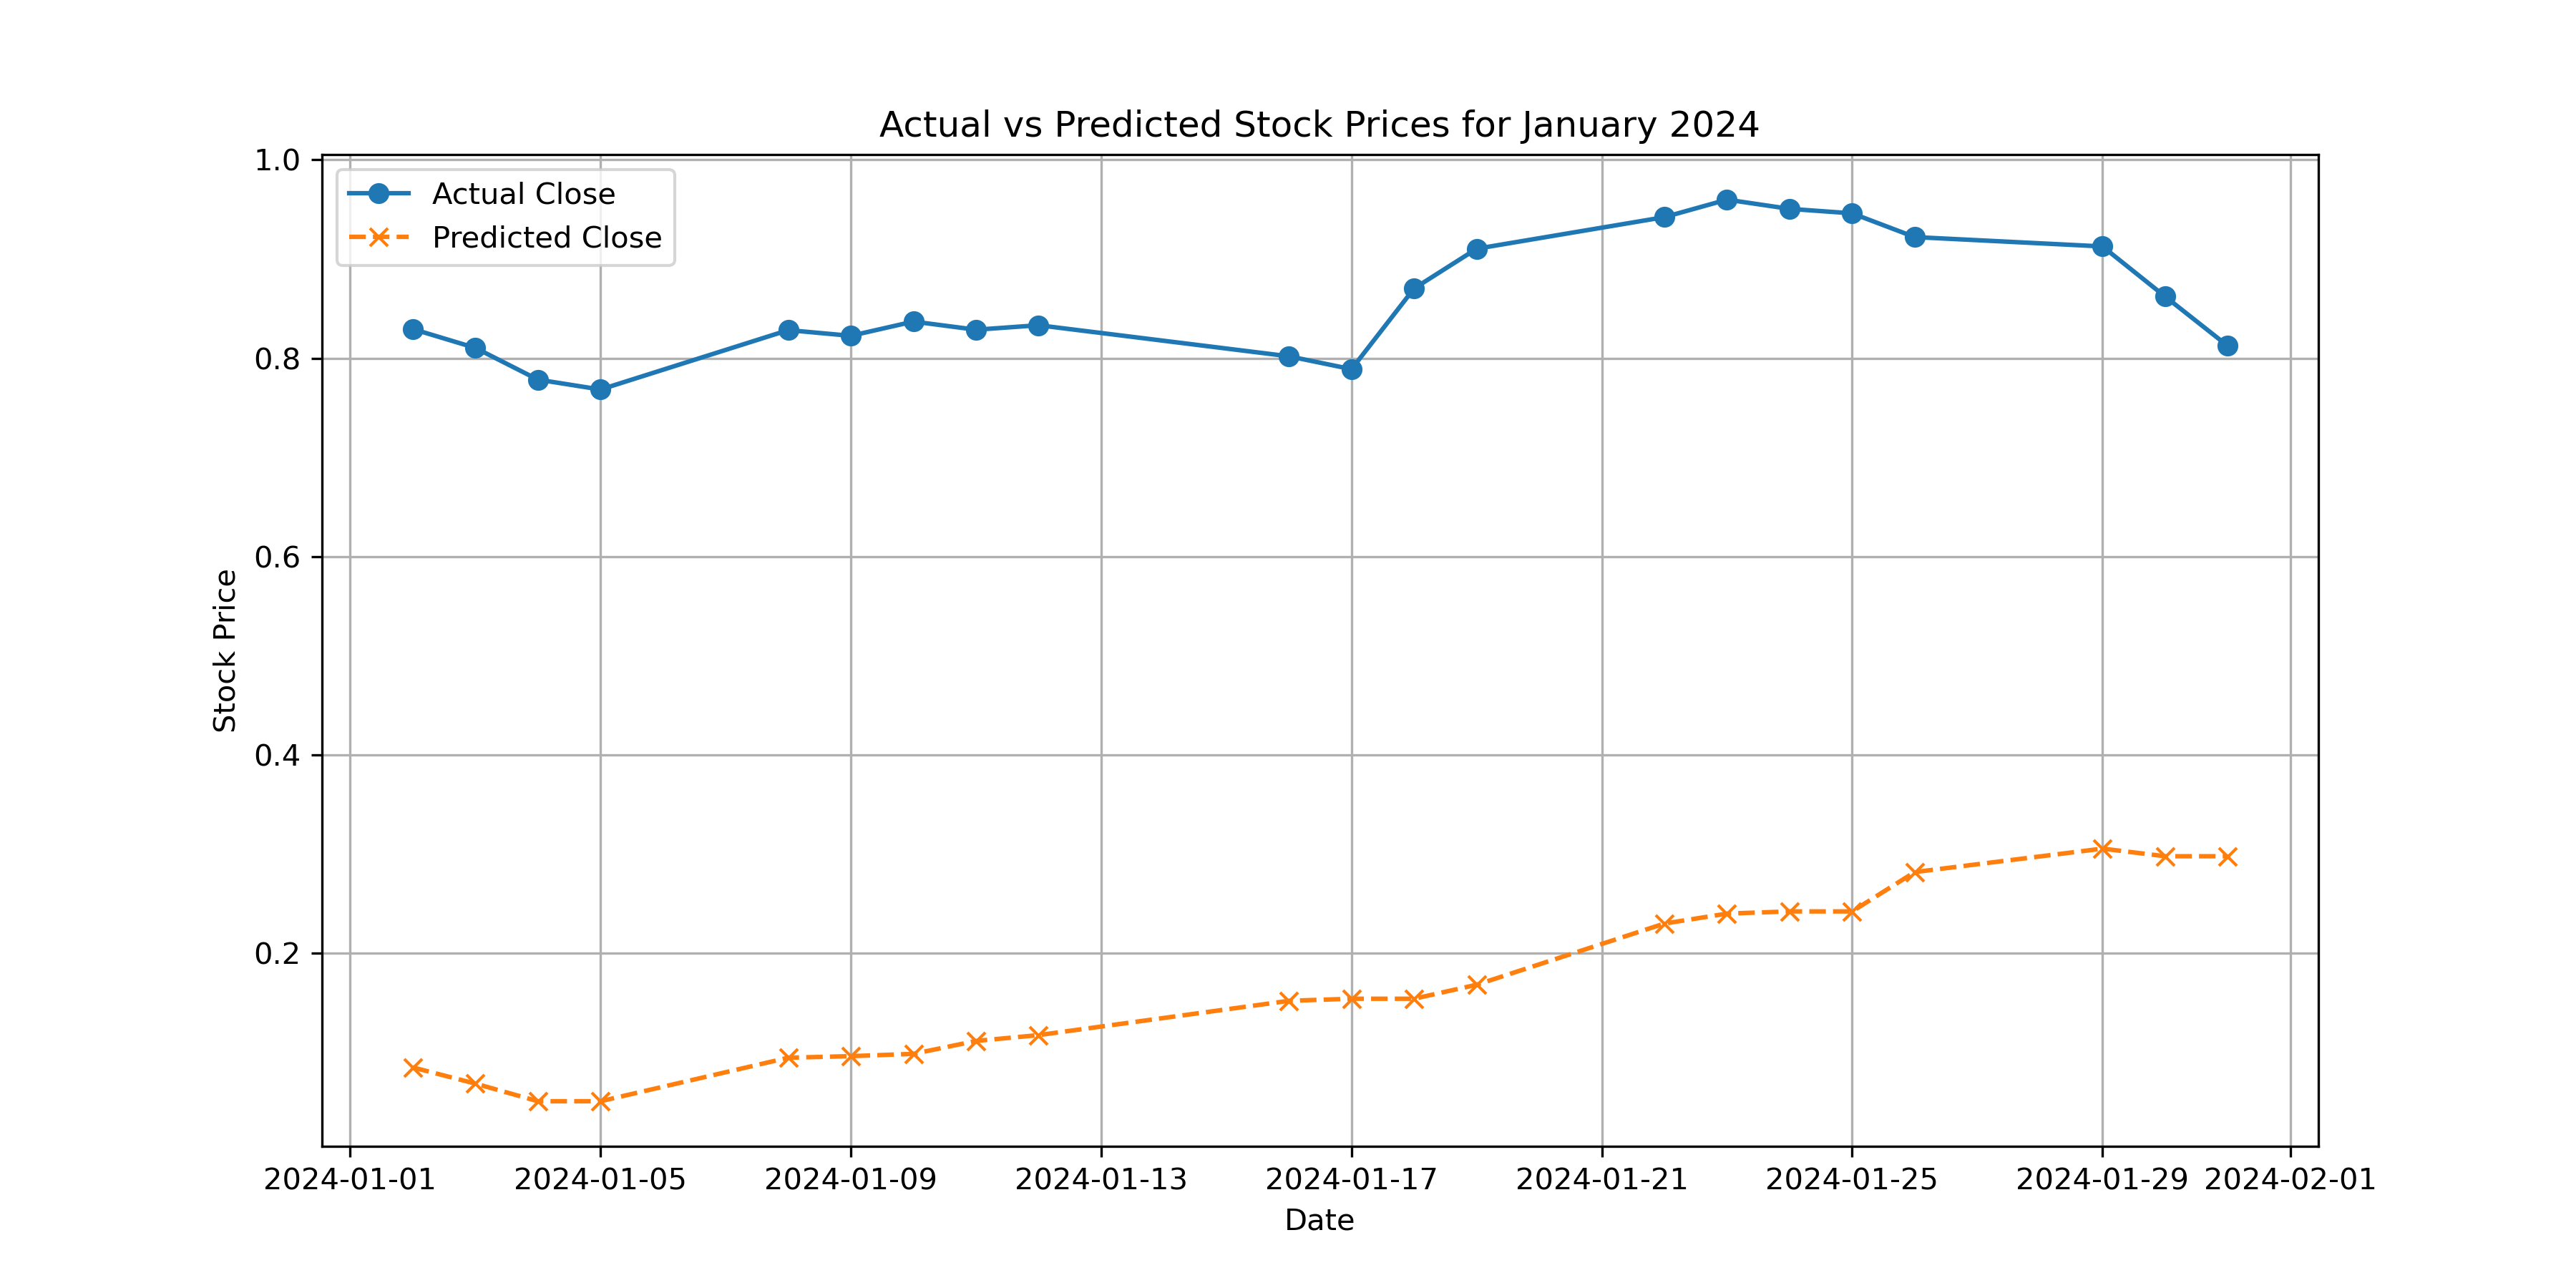 Actual vs Predicted Stock Prices for January 2024
1.0
Actual Close
Predicted Close
0.8
0.6
Stock Price
0.4
0.2
2024-01-01 2024-01-05 2024-01-09 2024-01-13 2024-01-17 2024-01-21 2024-01-25 2024-01-29 2024-02-01
Date